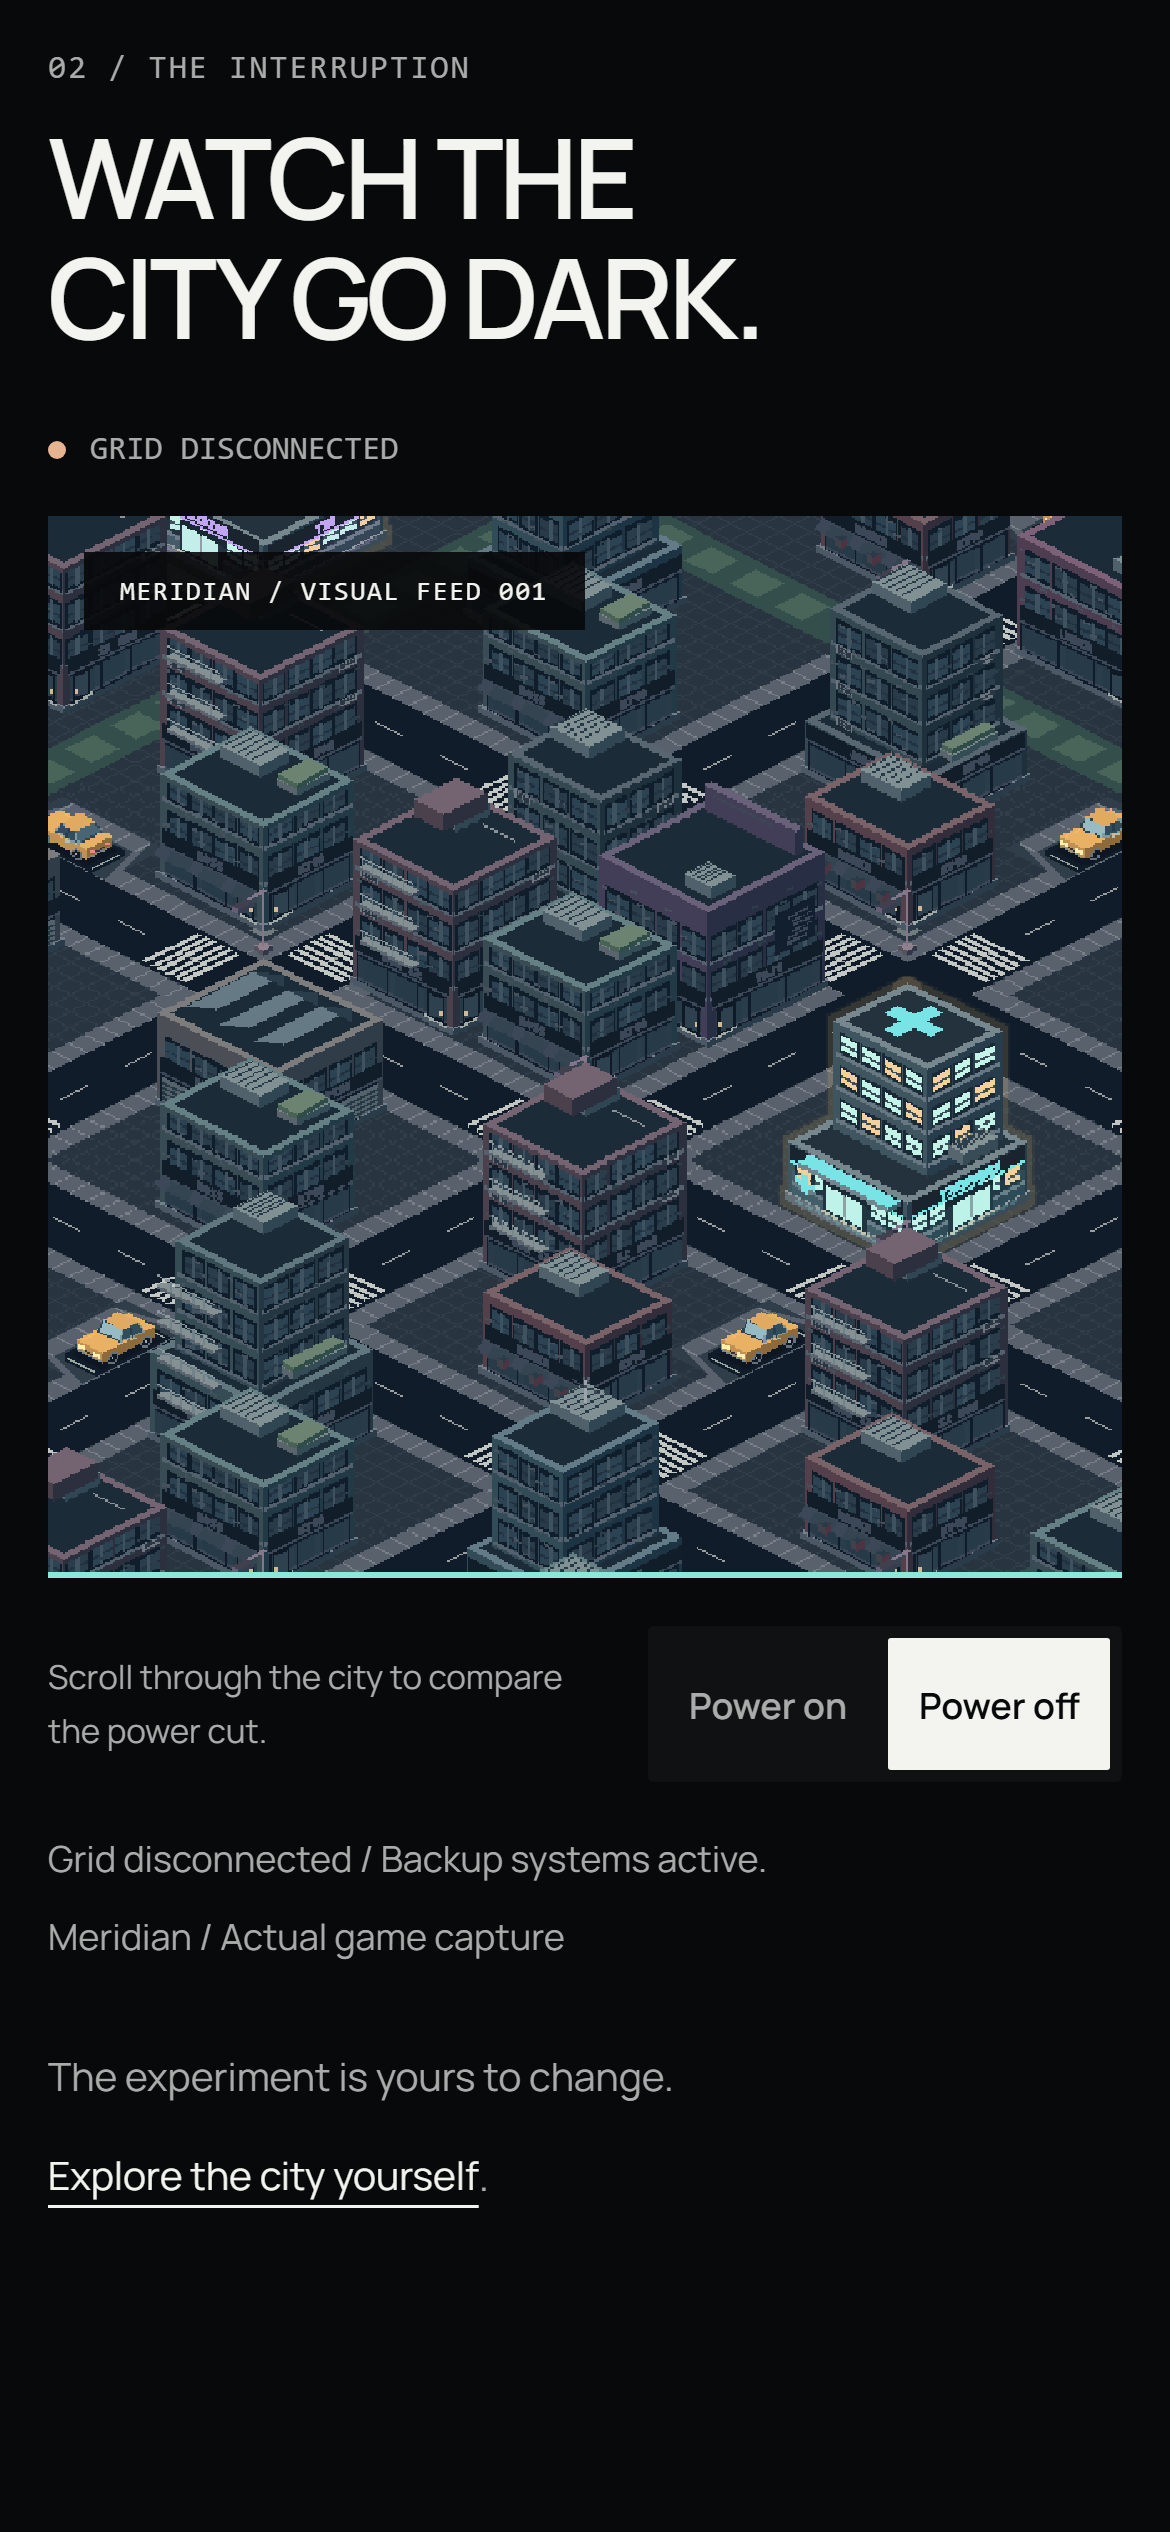 02 / THE INTERRUPTION
WATCH THE
CITY GO DARK.
GRID DISCONNECTED
MERIDIAN / VISUAL FEED 001
Scroll through the city to compare
the power cut.
Power on
Power off
Grid disconnected / Backup systems active.
Meridian / Actual game capture
The experiment is yours to change.
Explore the city yourself.